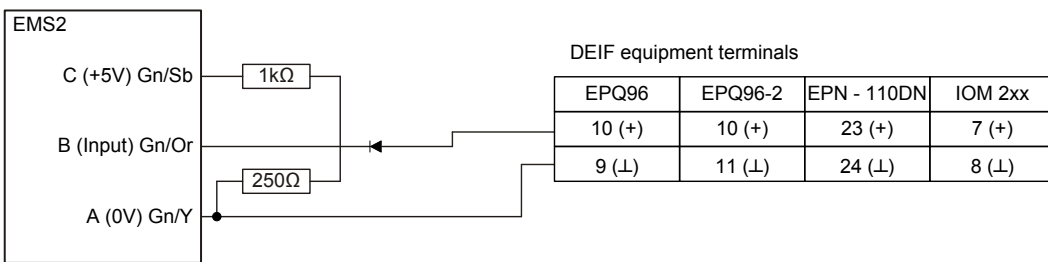 EMS2
C (+5V) Gn/Sb
1kΩ
B (Input) Gn/Or
250Ω
A (0V) Gn/Y
DEIF equipment terminals
EPQ96 EPQ96-2 EPN - 110DN IOM 2xx
10 (+) 10 (+) 23 (+) 7 (+)
9 (⊥) 11 (⊥) 24 (⊥) 8 (⊥)